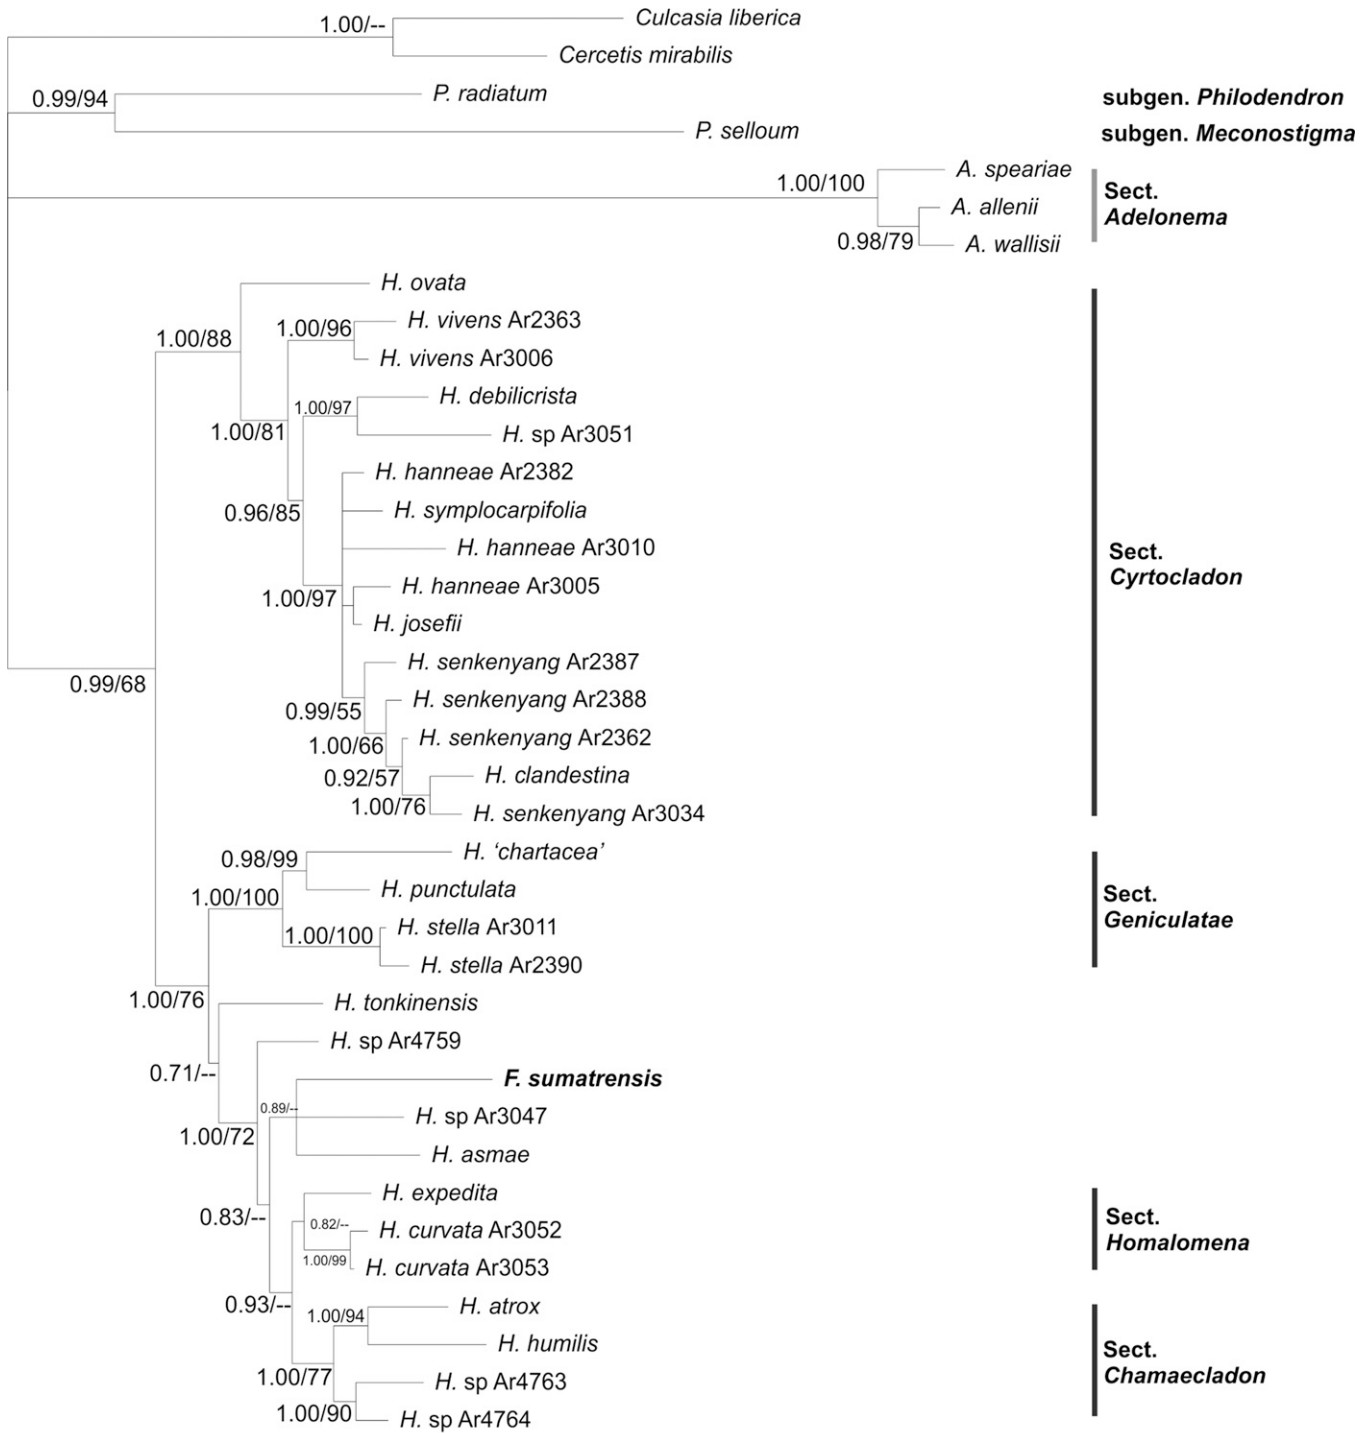 1.00/--
Culcasia liberica
Cercetis mirabilis
0.99/94
P. radiatum
subgen. Philodendron
P. selloum
subgen. Meconostigma
1.00/100
A. speariae
Sect.
Adelonema
A. allenii
0.98/79
A. wallisii
H. ovata
1.00/88
1.00/96
H. vivens Ar2363
H. vivens Ar3006
1.00/81
1.00/97
H. debilicrista
H. sp Ar3051
H. hanneae Ar2382
0.96/85
H. symplocarpifolia
H. hanneae Ar3010
Sect.
Cyrtocladon
1.00/97
H. hanneae Ar3005
H. josefii
0.99/68
H. senkenyang Ar2387
0.99/55
H. senkenyang Ar2388
1.00/66
H. senkenyang Ar2362
0.92/57
H. clandestina
1.00/76
H. senkenyang Ar3034
0.98/99
H. ‘chartacea’
1.00/100
H. punctulata
Sect.
Geniculatae
1.00/100
H. stella Ar3011
H. stella Ar2390
1.00/76
H. tonkinensis
H. sp Ar4759
0.71/--
F. sumatrensis
0.89/--
H. sp Ar3047
1.00/72
H. asmae
H. expedita
0.83/--
0.82/--
H. curvata Ar3052
Sect.
Homalomena
1.00/99
H. curvata Ar3053
0.93/--
1.00/94
H. atrox
H. humilis
Sect.
Chamaecladon
1.00/77
H. sp Ar4763
1.00/90
H. sp Ar4764